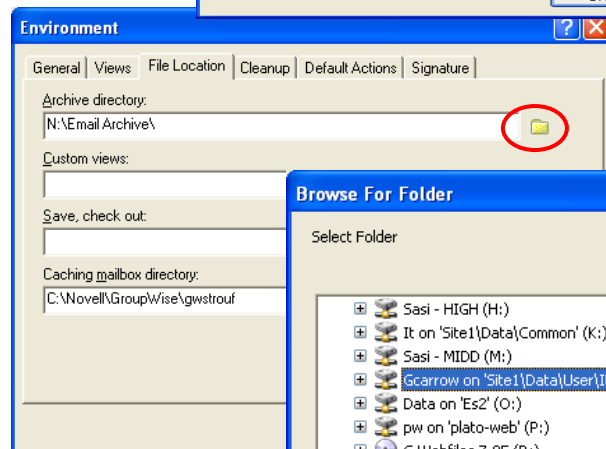 Environment
General Views File Location Cleanup Default Actions Signature
Archive directory:
N:\Email Archive\
Custom views:
Save, check out:
Caching mailbox directory:
C:\Novell\GroupWise\gwstrouf
Browse For Folder
Select Folder
Sasi - HIGH (H:)
It on 'Site1\Data\Common' (K:)
Sasi - MIDD (M:)
Gcarrow on 'Site1\Data\User\I
Data on 'Es2' (O:)
pw on 'plato-web' (P:)